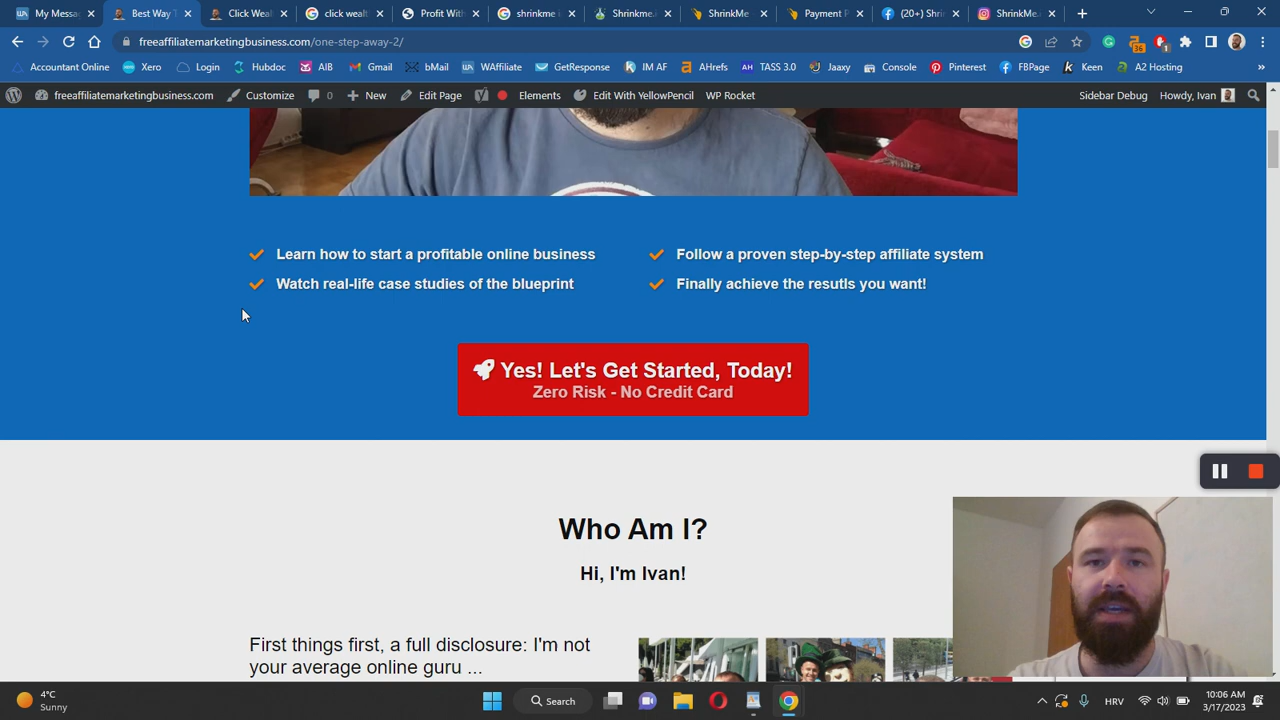 My Messa
Best Way T
Click Weal
click wealt
Profit With
shrinkme i
Shrinkme.
ShrinkMe
Payment P
(20+) Shri
ShrinkMe.
freeaffiliatemarketingbusiness.com/one-step-away-2/
36
1
Accountant Online
Xero
Login
Hubdoc
AIB
Gmail
bMail
WAffiliate
GetResponse
IM AF
AHrefs
TASS 3.0
Jaaxy
Console
Pinterest
FBPage
Keen
A2 Hosting
»
freeaffiliatemarketingbusiness.com
Customize
0
New
Edit Page
Elements
Edit With YellowPencil
WP Rocket
Sidebar Debug
Howdy, Ivan
Learn how to start a profitable online business
Follow a proven step-by-step affiliate system
Watch real-life case studies of the blueprint
Finally achieve the resutls you want!
Yes! Let's Get Started, Today!
Zero Risk - No Credit Card
Who Am I?
Hi, I'm Ivan!
First things first, a full disclosure: I'm not
your average online guru ...
4°C
Sunny
Search
HRV
10:06 AM
3/17/2023